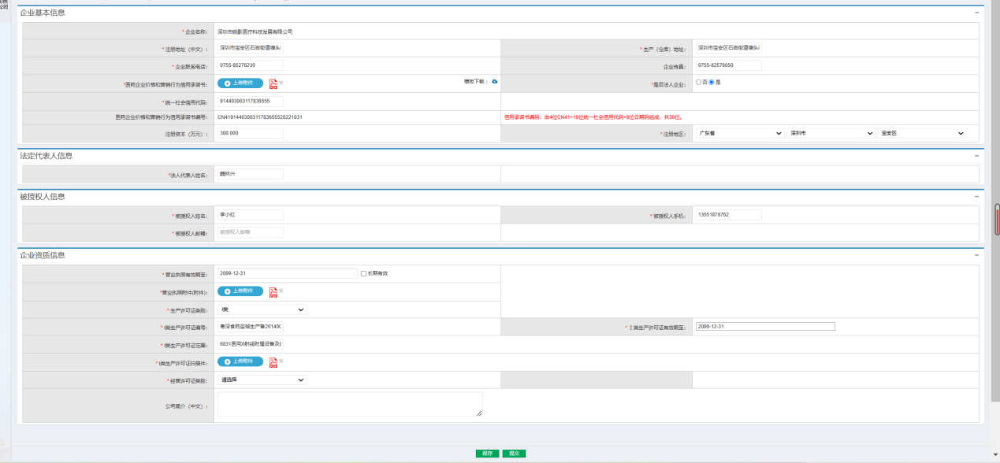 公司
企业基本信息
*企业名称： 深圳市锐影医疗科技发展有限公司
*注册地址（中文）： 深圳市宝安区石岩街道塘头 *生产（仓库）地址： 深圳市宝安区石岩街道塘头
*企业联系电话： 0755-85276230 企业传真： 0755-82576050
*医药企业价格和营销行为信用承诺书： 上传附件 模板下载： *是否法人企业： 否 是
*统一社会信用代码： 914403003117836555
医药企业价格和营销行为信用承诺书编号： CN4191440300311783655520221031 信用承诺书编码：由4位CN41+18位统一社会信用代码+8位日期码组成，共30位。
注册资本（万元）： 300.000 *注册地区： 广东省 深圳市 宝安区
法定代表人信息
*法人代表人姓名： 魏林兴
被授权人信息
*被授权人姓名： 李小红 *被授权人手机： 13551878762
*被授权人邮箱： 被授权人邮箱
企业资质信息
*营业执照有效期至： 2099-12-31 长期有效
*营业执照附件(附件)： 上传附件
*生产许可证类别： I类
*I类生产许可证编号： 粤深食药监械生产备201400 *I类生产许可证有效期至： 2099-12-31
*I类生产许可证范围： 6831医用X射线附属设备及
*I类生产许可证扫描件： 上传附件
*经营许可证类别： 请选择
公司简介（中文）：
保存 提交